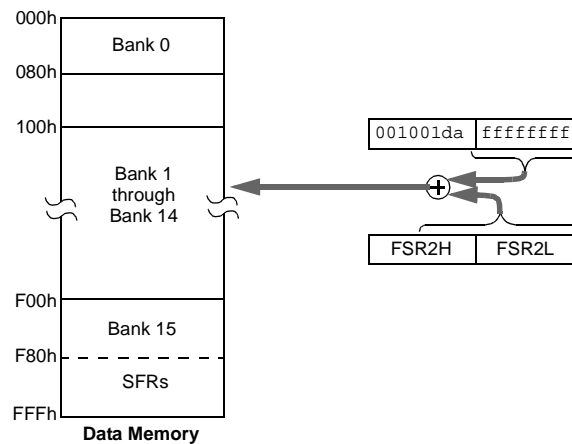 000h
Bank 0
080h
100h
001001da ffffffff
Bank 1
through
Bank 14
FSR2H FSR2L
F00h
Bank 15
F80h
SFRs
FFFh
Data Memory